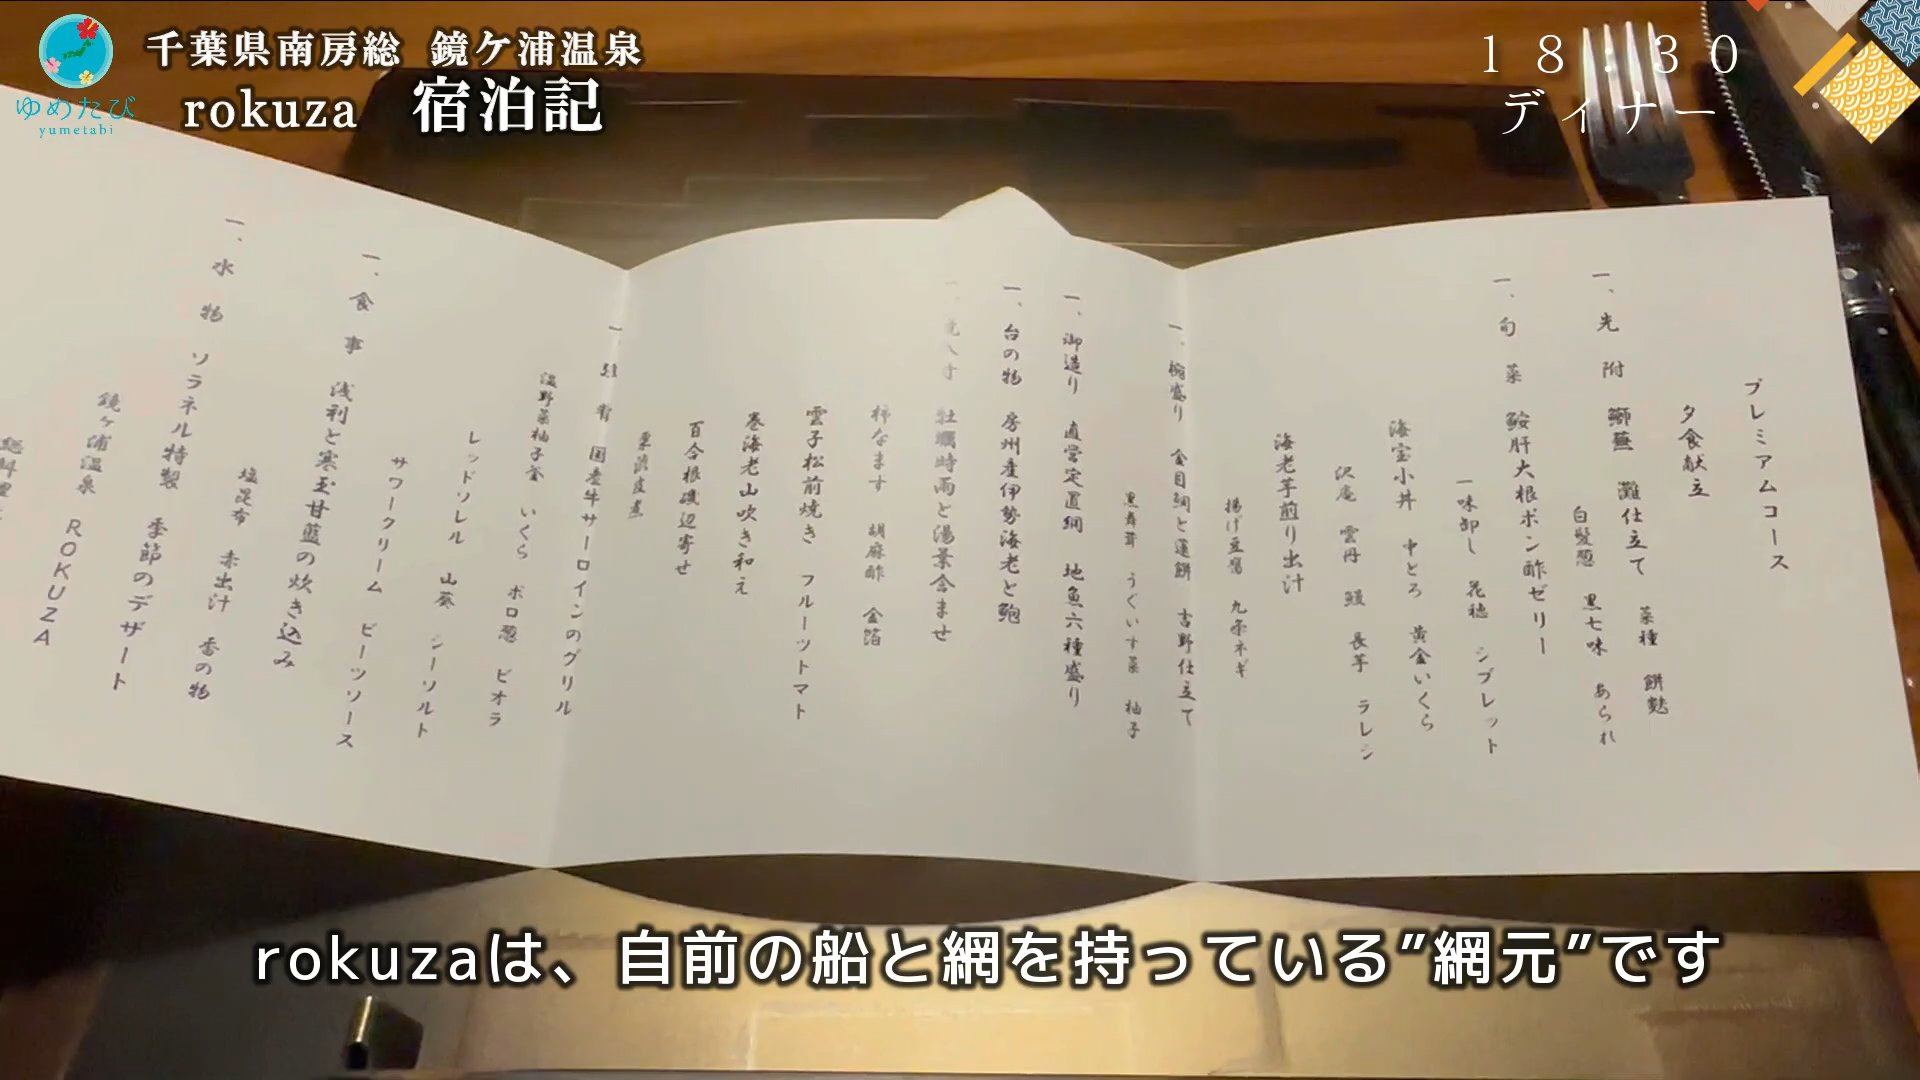 千葉県南房総 鏡ケ浦温泉
rokuza 宿泊記
ゆめたび
yumetabi
18:30
ディナー
プレミアムコース
夕食献立
一、先附 鰤蕪 灘仕立て 菜種 餅麩
白髪葱 黒七味 あられ
一、旬菜 鮟肝大根ポン酢ゼリー
一味卸し 花穂 シブレット
海宝小丼 中とろ 黄金いくら
沢庵 雲丹 鰻 長芋 ラレシ
海老芋煎り出汁
揚げ豆腐 九条ネギ
一、椀盛り 金目鯛と蓮餅 吉野仕立て
黒舞茸 うぐいす菜 柚子
一、御造り 直営定置網 地魚六種盛り
一、台の物 房州産伊勢海老と鮑
牡蠣時雨と湯葉含ませ
柿なます 胡麻酢 金箔
雲子松前焼き フルーツトマト
巻海老山吹き和え
百合根磯辺寄せ
栗渋皮煮
国産牛サーロインのグリル
温野菜柚子釜 いくら ポロ葱 ビオラ
レッドソレル 山葵 シーソルト
サワークリーム ビーツソース
一、食事 浅利と寒玉甘藍の炊き込み
塩昆布 赤出汁 香の物
一、水物 ソラネル特製 季節のデザート
鏡ヶ浦温泉 ROKUZA
rokuzaは、自前の船と網を持っている”網元”です